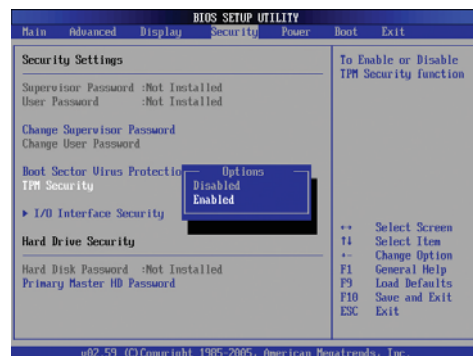 BIOS SETUP UTILITY
Main Advanced Display Security Power Boot Exit
Security Settings
Supervisor Password :Not Installed
User Password :Not Installed
Change Supervisor Password
Change User Password
Boot Sector Virus Protectio
TPM Security
I/O Interface Security
Hard Drive Security
Hard Disk Password :Not Installed
Primary Master HD Password
Options
Disabled
Enabled
To Enable or Disable
TPM Security function
↔ Select Screen
↑↓ Select Item
+- Change Option
F1 General Help
F9 Load Defaults
F10 Save and Exit
ESC Exit
v02.59 (C)Copyright 1985-2005, American Megatrends, Inc.